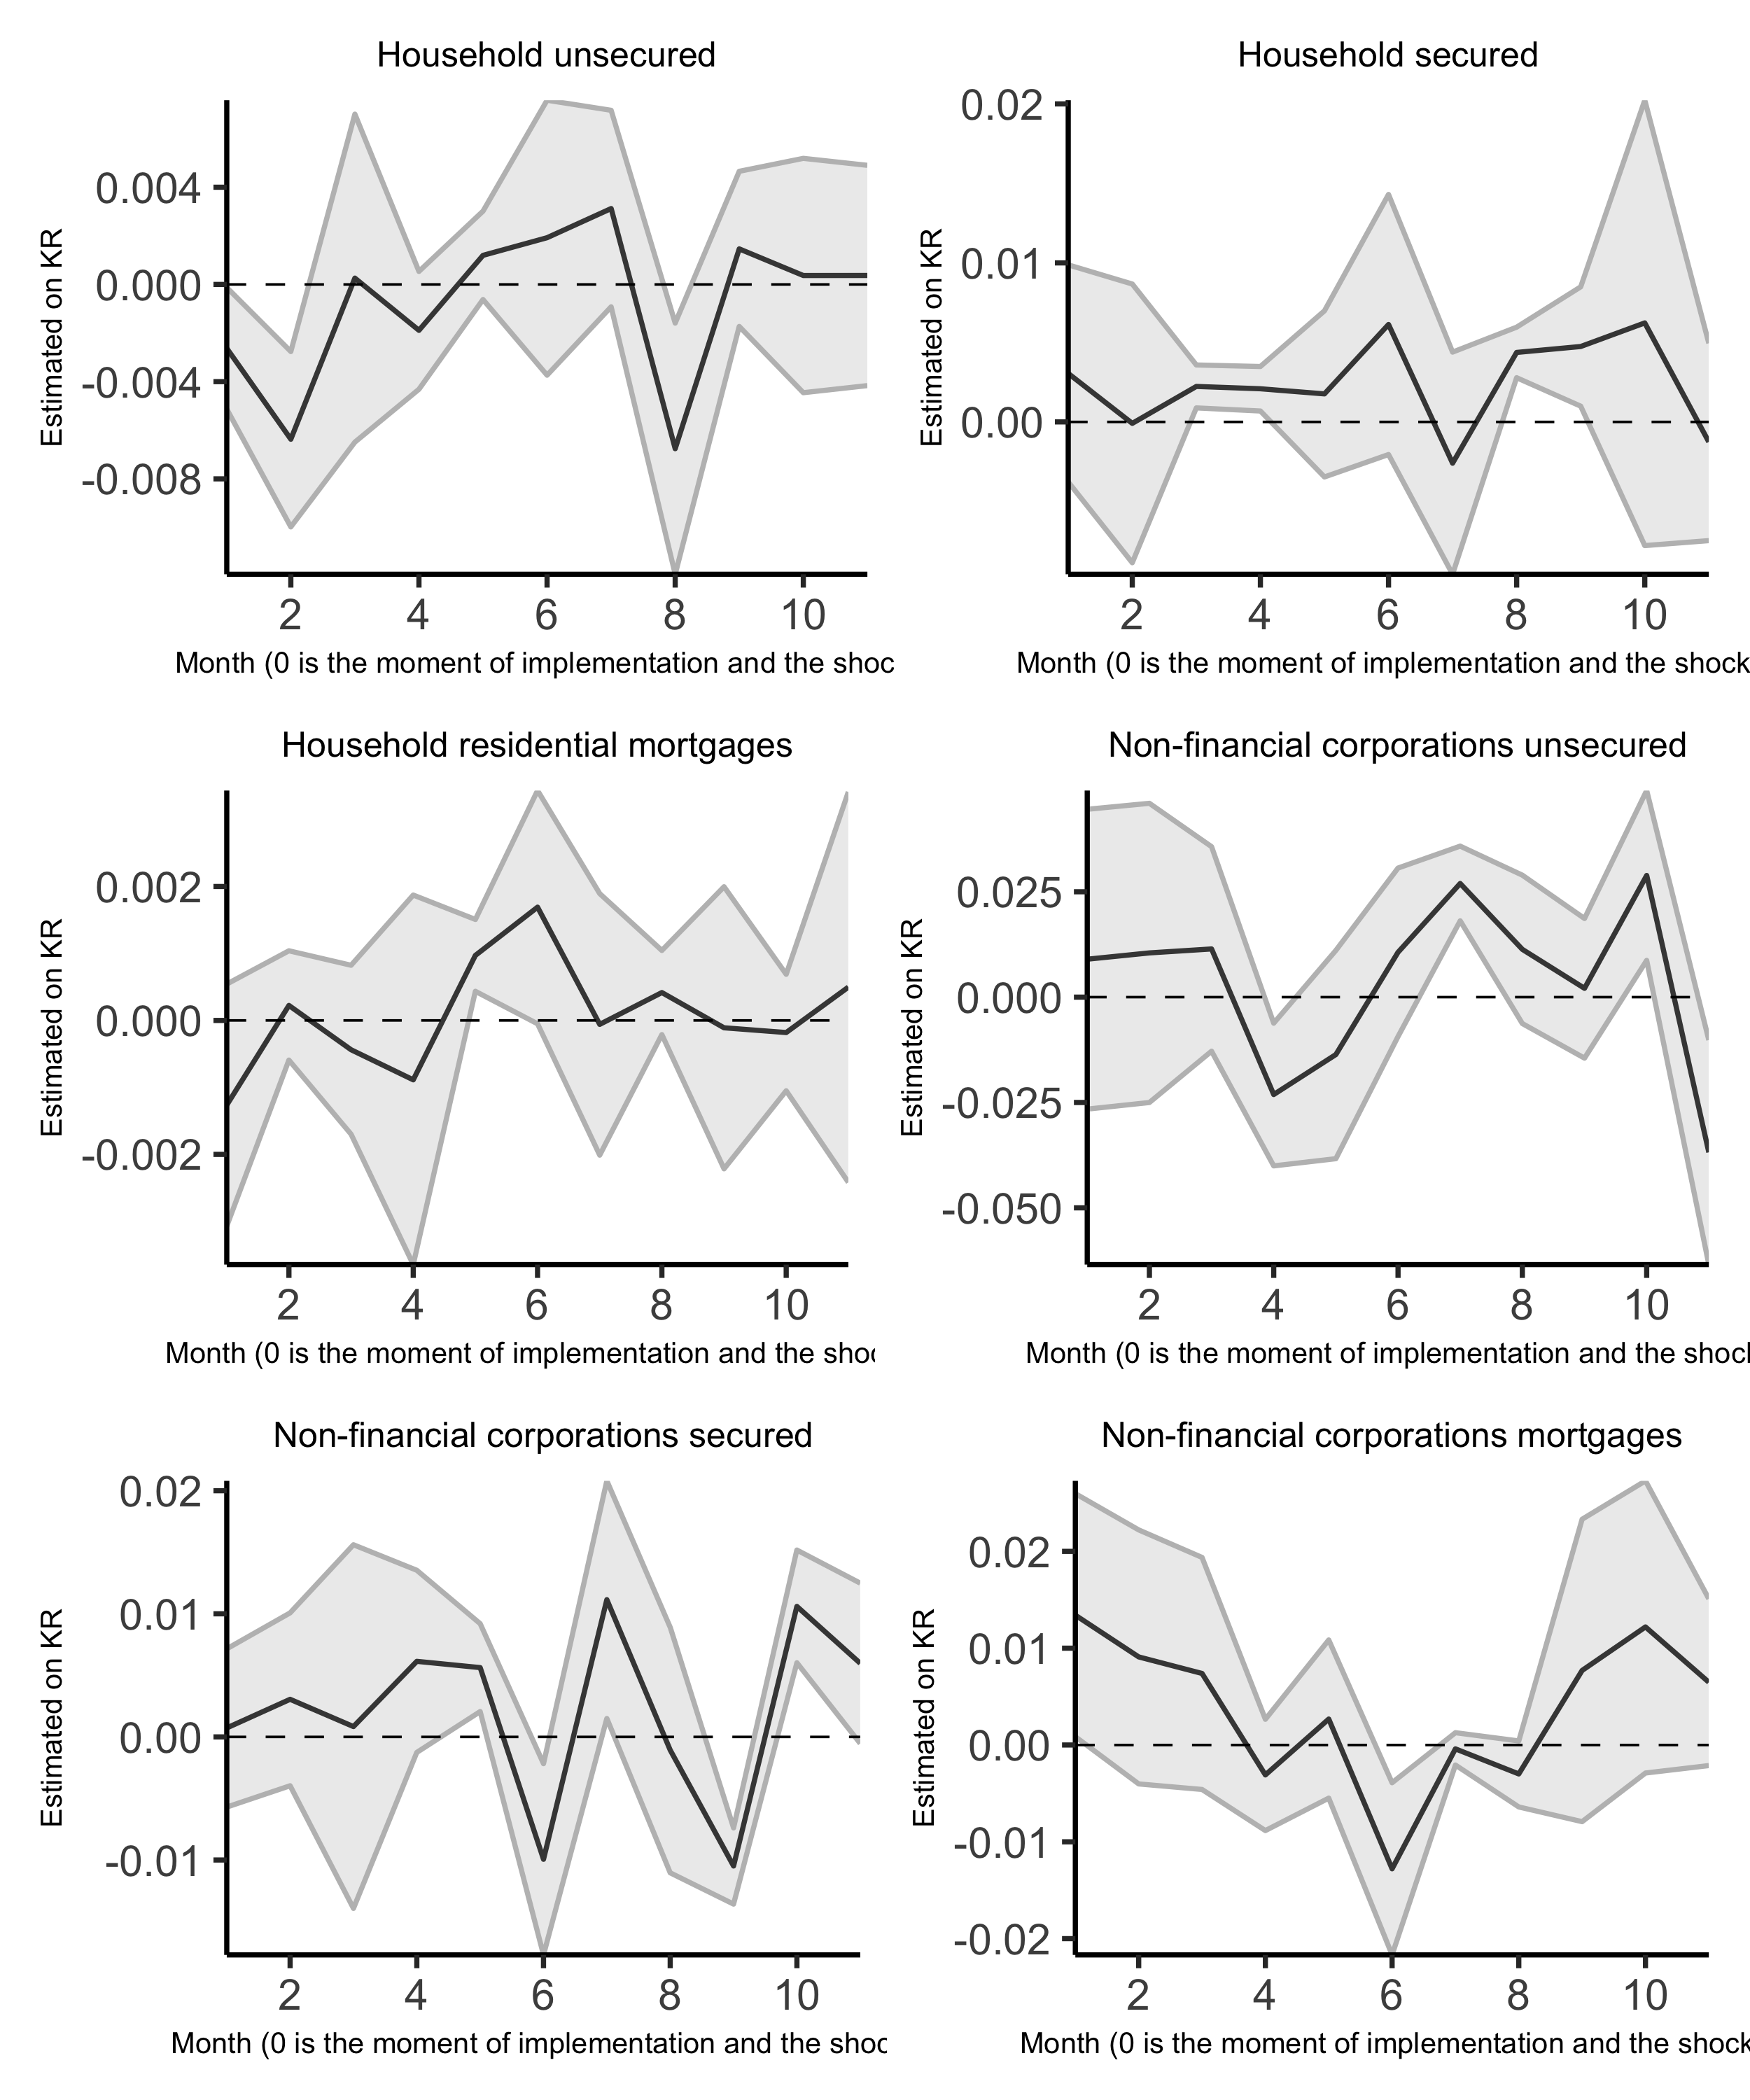 Household unsecured
Estimated on KR
0.004
0.000
-0.004
-0.008
2 4 6 8 10
Month (0 is the moment of implementation and the shoc
Household secured
Estimated on KR
0.02
0.01
0.00
2 4 6 8 10
Month (0 is the moment of implementation and the shock
Household residential mortgages
Estimated on KR
0.002
0.000
-0.002
2 4 6 8 10
Month (0 is the moment of implementation and the shoc
Non-financial corporations unsecured
Estimated on KR
0.025
0.000
-0.025
-0.050
2 4 6 8 10
Month (0 is the moment of implementation and the shock
Non-financial corporations secured
Estimated on KR
0.02
0.01
0.00
-0.01
2 4 6 8 10
Month (0 is the moment of implementation and the shoc
Non-financial corporations mortgages
Estimated on KR
0.02
0.01
0.00
-0.01
-0.02
2 4 6 8 10
Month (0 is the moment of implementation and the shock